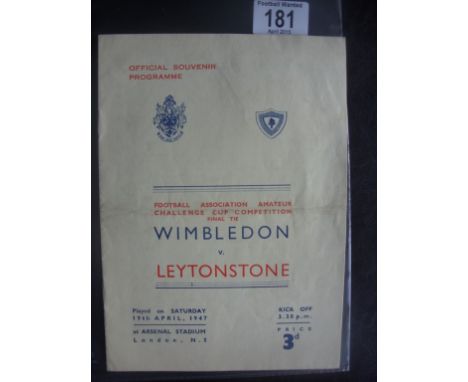 Football Wanted
181
April 2015
OFFICIAL SOUVENIR
PROGRAMME
FOOTBALL ASSOCIATION AMATEUR
CHALLENGE CUP COMPETITION
FINAL TIE
WIMBLEDON
v.
LEYTONSTONE
Played on SATURDAY
19th APRIL, 1947
at ARSENAL STADIUM
London, N.5
KICK OFF
3.30 p.m.
PRICE
3d